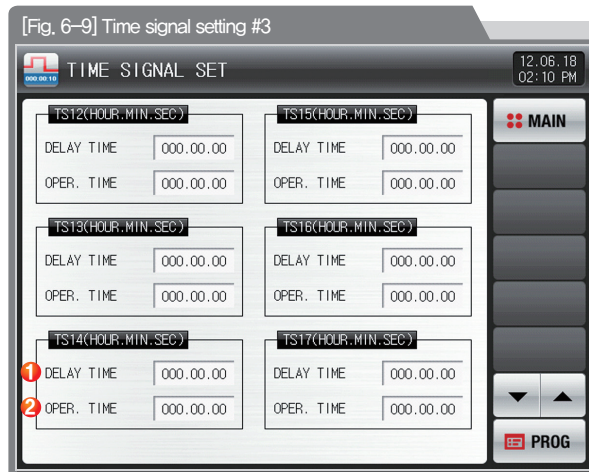 [Fig. 6-9] Time signal setting #3
000:00:10
TIME SIGNAL SET
12.06.18
02:10 PM
TS12(HOUR.MIN.SEC)
DELAY TIME 000.00.00
OPER. TIME 000.00.00
TS15(HOUR.MIN.SEC)
DELAY TIME 000.00.00
OPER. TIME 000.00.00
TS13(HOUR.MIN.SEC)
DELAY TIME 000.00.00
OPER. TIME 000.00.00
TS16(HOUR.MIN.SEC)
DELAY TIME 000.00.00
OPER. TIME 000.00.00
TS14(HOUR.MIN.SEC)
1 DELAY TIME 000.00.00
2 OPER. TIME 000.00.00
TS17(HOUR.MIN.SEC)
DELAY TIME 000.00.00
OPER. TIME 000.00.00
MAIN
PROG